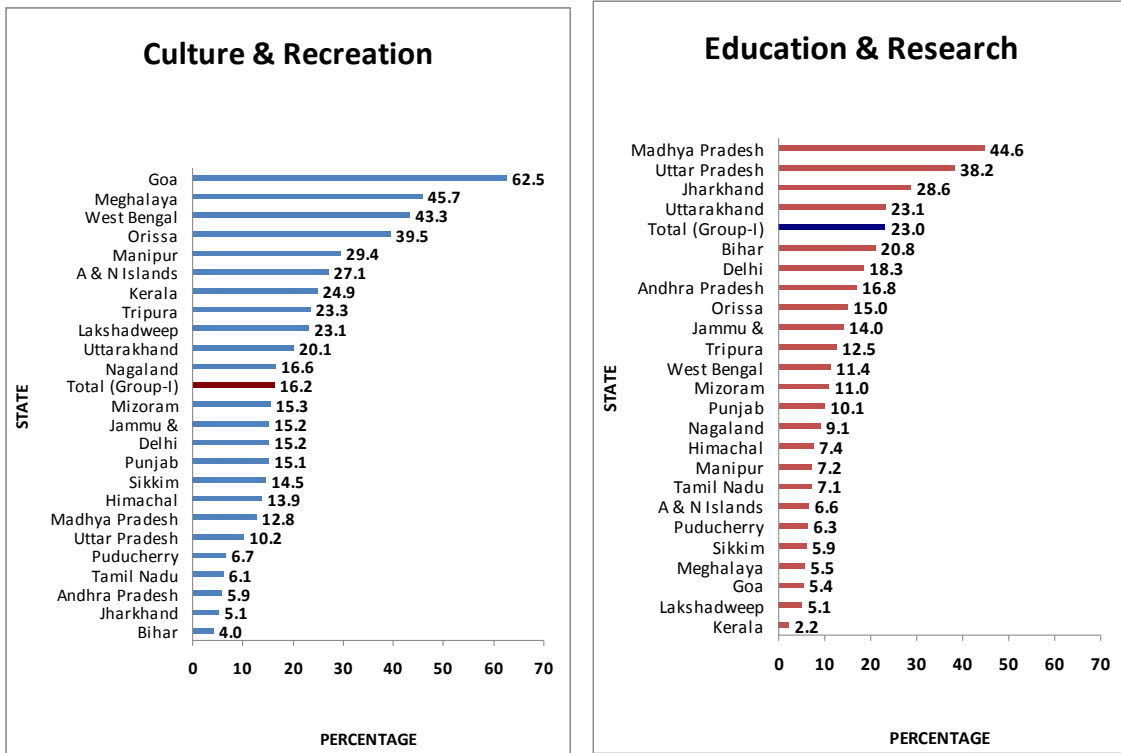 Culture & Recreation
STATE
Goa 62.5
Meghalaya 45.7
West Bengal 43.3
Orissa 39.5
Manipur 29.4
A & N Islands 27.1
Kerala 24.9
Tripura 23.3
Lakshadweep 23.1
Uttarakhand 20.1
Nagaland 16.6
Total (Group-I) 16.2
Mizoram 15.3
Jammu & 15.2
Delhi 15.2
Punjab 15.1
Sikkim 14.5
Himachal 13.9
Madhya Pradesh 12.8
Uttar Pradesh 10.2
Puducherry 6.7
Tamil Nadu 6.1
Andhra Pradesh 5.9
Jharkhand 5.1
Bihar 4.0
0 10 20 30 40 50 60 70
PERCENTAGE
Education & Research
STATE
Madhya Pradesh 44.6
Uttar Pradesh 38.2
Jharkhand 28.6
Uttarakhand 23.1
Total (Group-I) 23.0
Bihar 20.8
Delhi 18.3
Andhra Pradesh 16.8
Orissa 15.0
Jammu & 14.0
Tripura 12.5
West Bengal 11.4
Mizoram 11.0
Punjab 10.1
Nagaland 9.1
Himachal 7.4
Manipur 7.2
Tamil Nadu 7.1
A & N Islands 6.6
Puducherry 6.3
Sikkim 5.9
Meghalaya 5.5
Goa 5.4
Lakshadweep 5.1
Kerala 2.2
0 10 20 30 40 50 60 70
PERCENTAGE